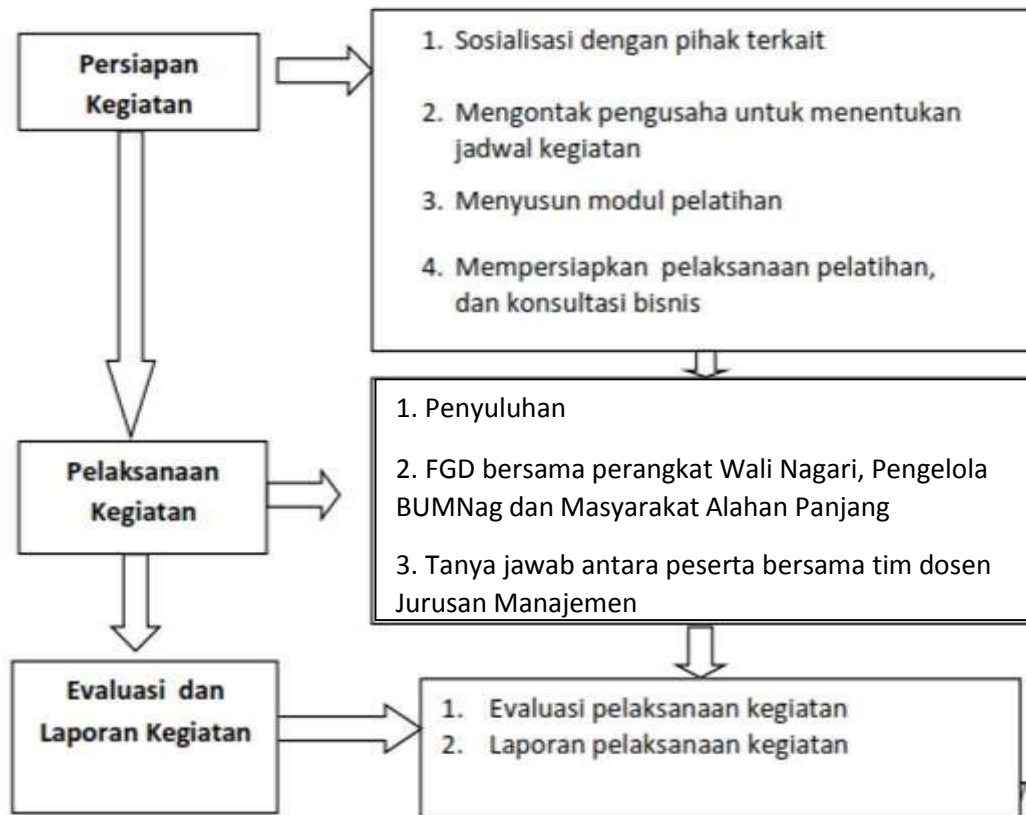 Persiapan
Kegiatan
1. Sosialisasi dengan pihak terkait
2. Mengontak pengusaha untuk menentukan
jadwal kegiatan
3. Menyusun modul pelatihan
4. Mempersiapkan pelaksanaan pelatihan,
dan konsultasi bisnis
Pelaksanaan
Kegiatan
1. Penyuluhan
2. FGD bersama perangkat Wali Nagari, Pengelola
BUMNag dan Masyarakat Alahan Panjang
3. Tanya jawab antara peserta bersama tim dosen
Jurusan Manajemen
Evaluasi dan
Laporan Kegiatan
1. Evaluasi pelaksanaan kegiatan
2. Laporan pelaksanaan kegiatan